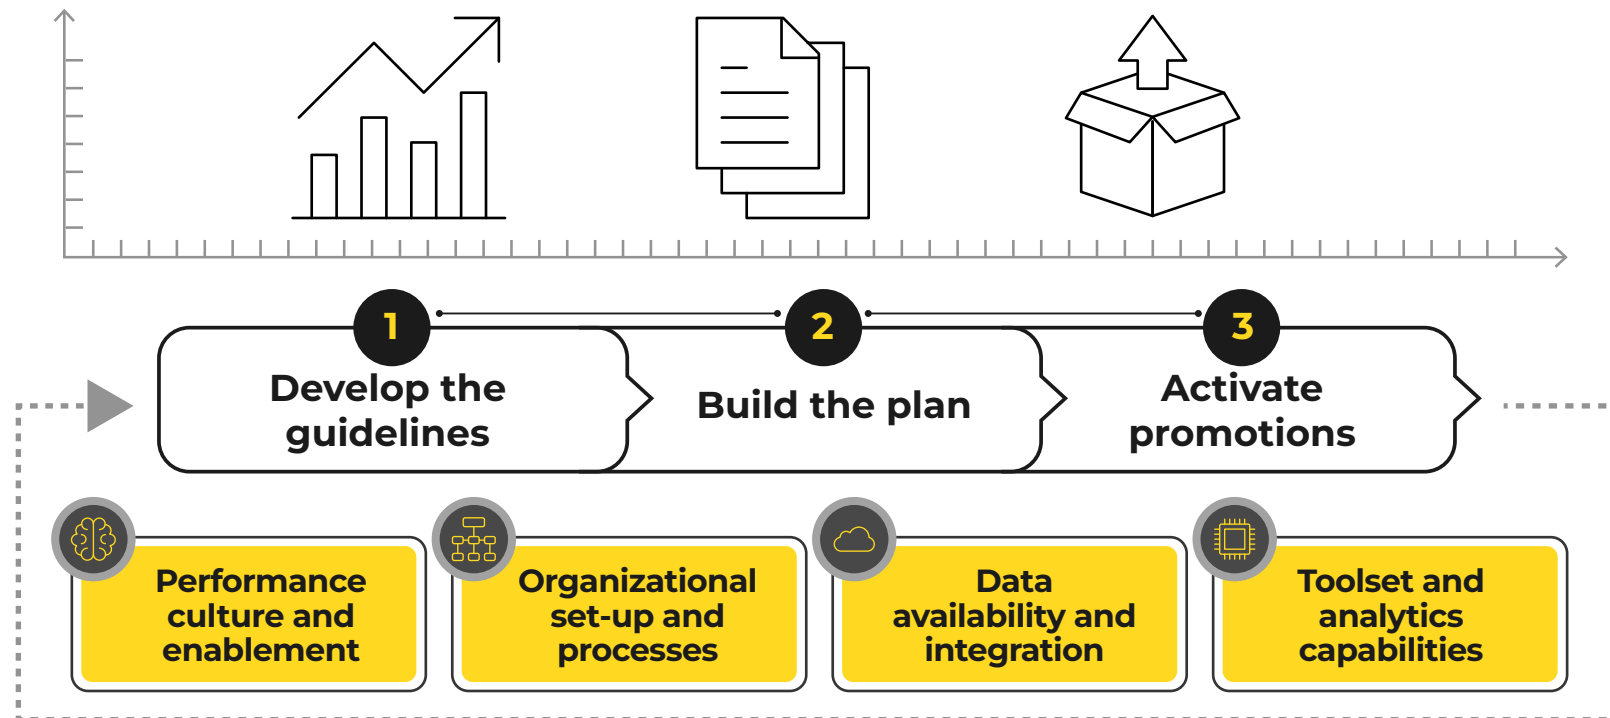 1
2
3
Develop the
guidelines
Build the plan
Activate
promotions
Performance
culture and
enablement
Organizational
set-up and
processes
Data
availability and
integration
Toolset and
analytics
capabilities